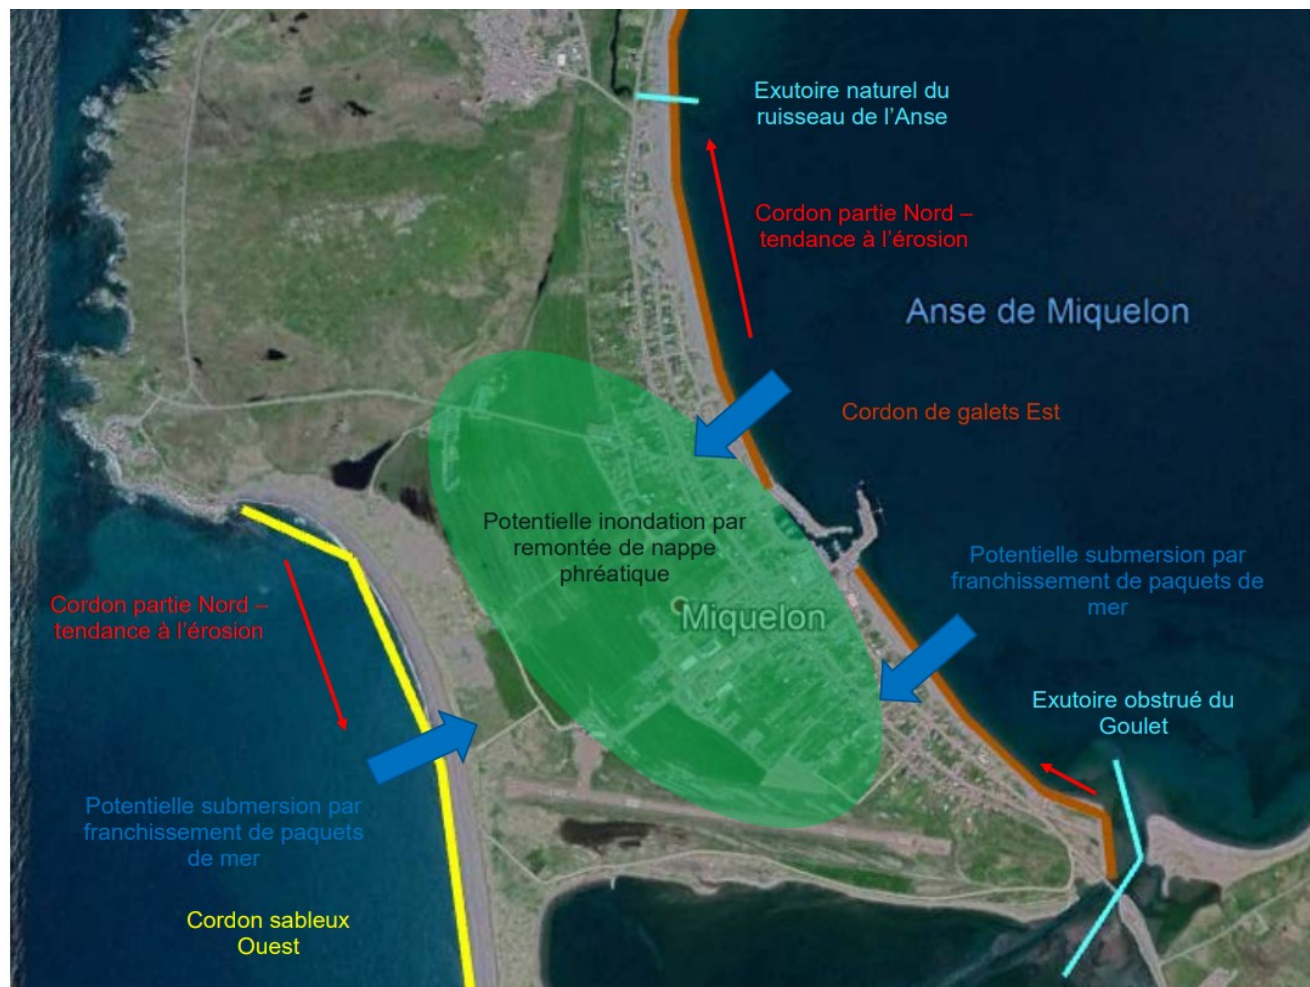 Exutoire naturel du
ruisseau de l'Anse
Cordon partie Nord –
tendance à l'érosion
Anse de Miquelon
Cordon de galets Est
Potentielle inondation par
remontée de nappe
phréatique
Potentielle submersion par
franchissement de paquets de
mer
Miquelon
Cordon partie Nord –
tendance à l'érosion
Exutoire obstrué du
Goulet
Potentielle submersion par
franchissement de paquets
de mer
Cordon sableux
Ouest